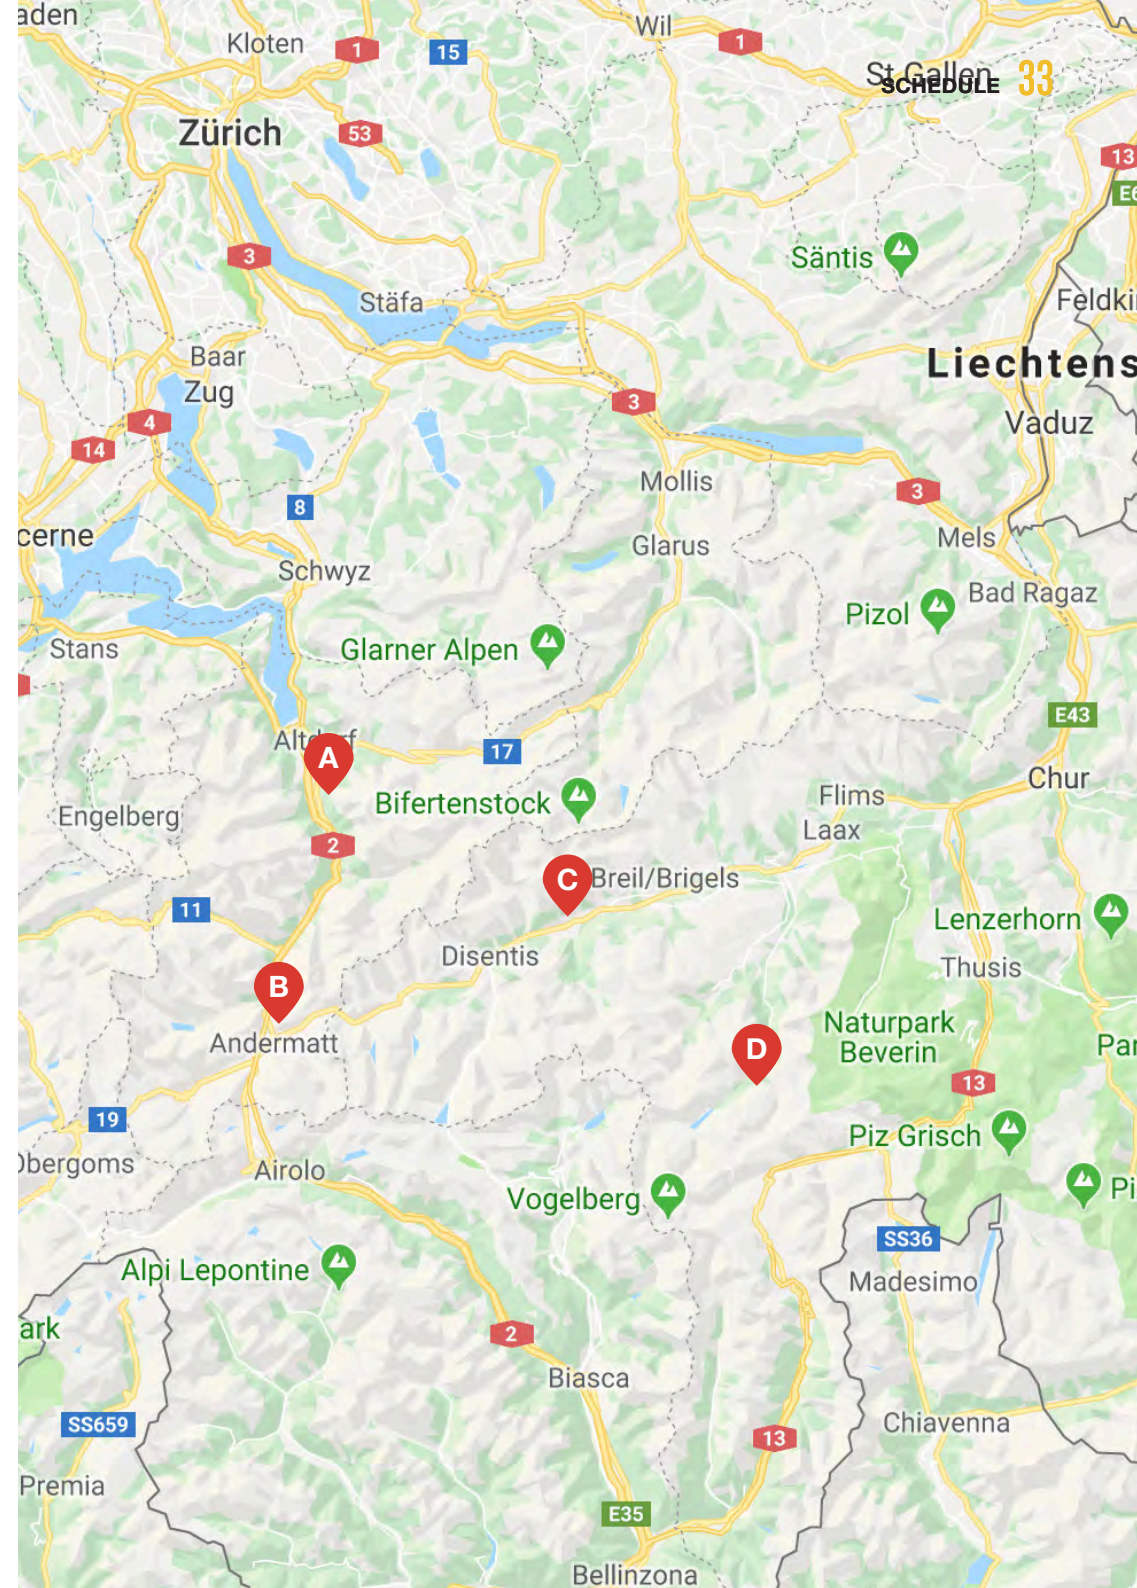 aden
Kloten
1
15
Wil
1
St Gallen
SCHEDULE 33
Zürich
53
13
E6
3
Säntis
Stäfa
Feldki
Baar
Zug
Liechtens
4
3
14
Vaduz
Mollis
3
8
cerne
Glarus
Mels
Schwyz
Bad Ragaz
Pizol
Stans
Glarner Alpen
E43
Altdorf
17
A
Chur
Bifertenstock
Flims
Engelberg
Laax
2
C
Breil/Brigels
11
Lenzerhorn
Disentis
Thusis
B
Naturpark
Beverin
Andermatt
D
Par
13
19
Piz Grisch
Obergoms
Airolo
Vogelberg
Pi
SS36
Alpi Lepontine
Madesimo
ark
2
Biasca
SS659
Chiavenna
13
Premia
E35
Bellinzona